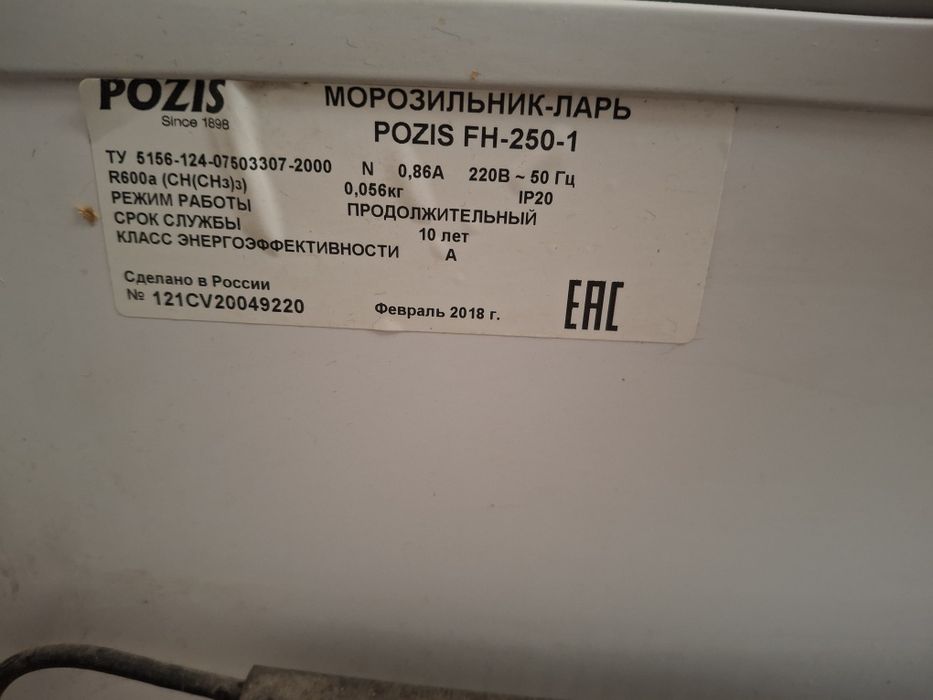 POZIS
Since 1898
МОРОЗИЛЬНИК-ЛАРЬ
POZIS FH-250-1
ТУ 5156-124-07503307-2000 N 0,86А 220В ~ 50 Гц
R600a (CH(CH₃)₃) 0,056кг IP20
РЕЖИМ РАБОТЫ ПРОДОЛЖИТЕЛЬНЫЙ
СРОК СЛУЖБЫ 10 лет
КЛАСС ЭНЕРГОЭФФЕКТИВНОСТИ А
Сделано в России
№ 121CV20049220 Февраль 2018 г.
EAC